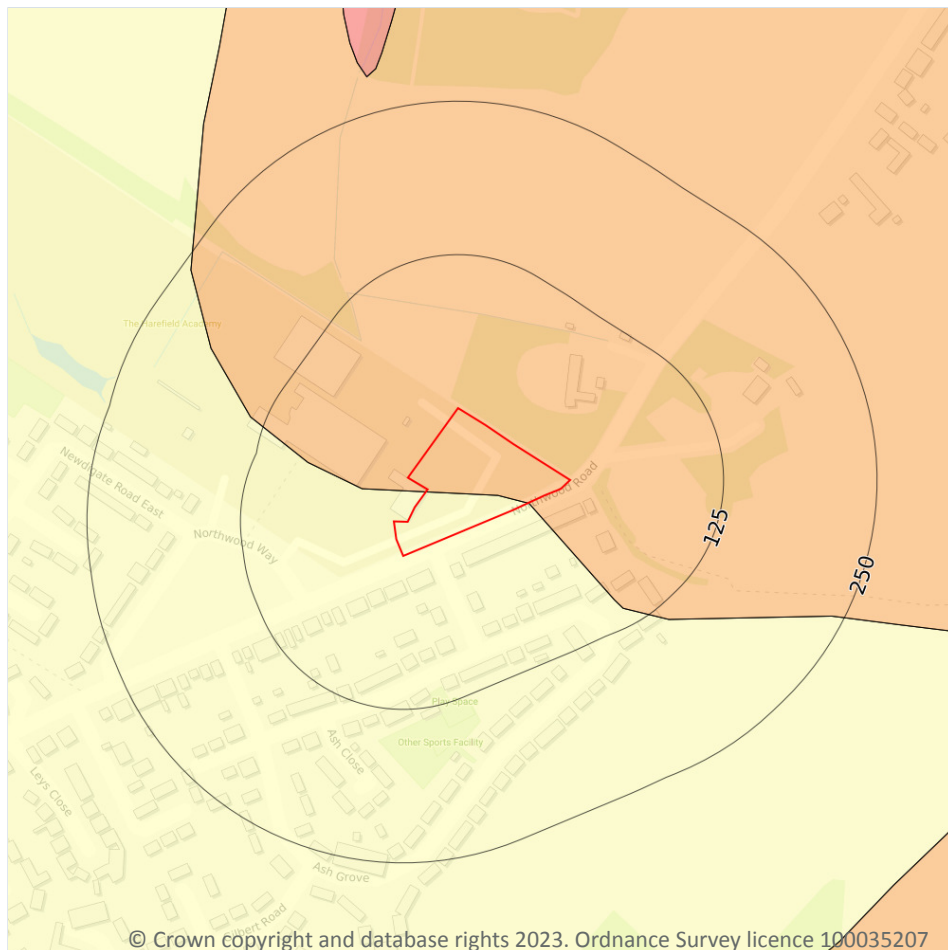 The Harefield Academy
Newdigate Road East
Northwood Road
Northwood Way
125
250
Play Space
Other Sports Facility
Ash Close
Leys Close
Ash Grove
Gilbert Road
© Crown copyright and database rights 2023. Ordnance Survey licence 100035207